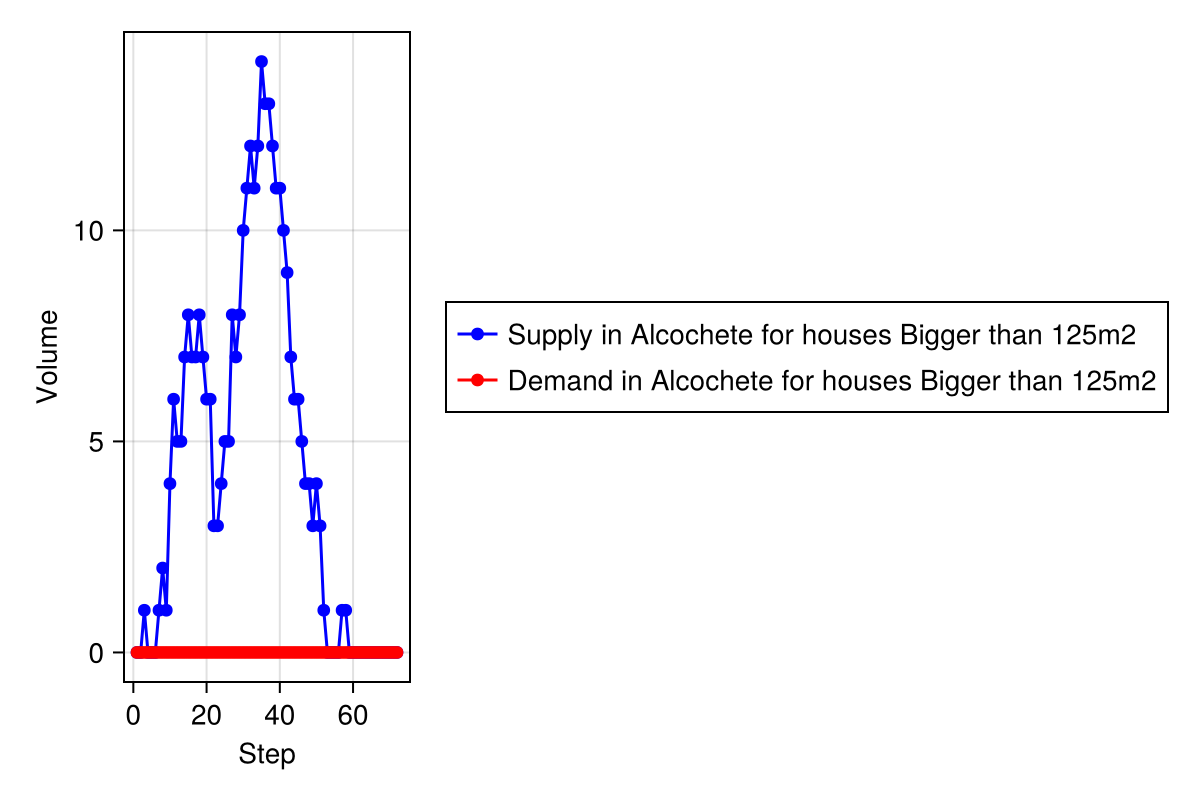 Volume
10
5
0
0 20 40 60
Step
Supply in Alcochete for houses Bigger than 125m2
Demand in Alcochete for houses Bigger than 125m2